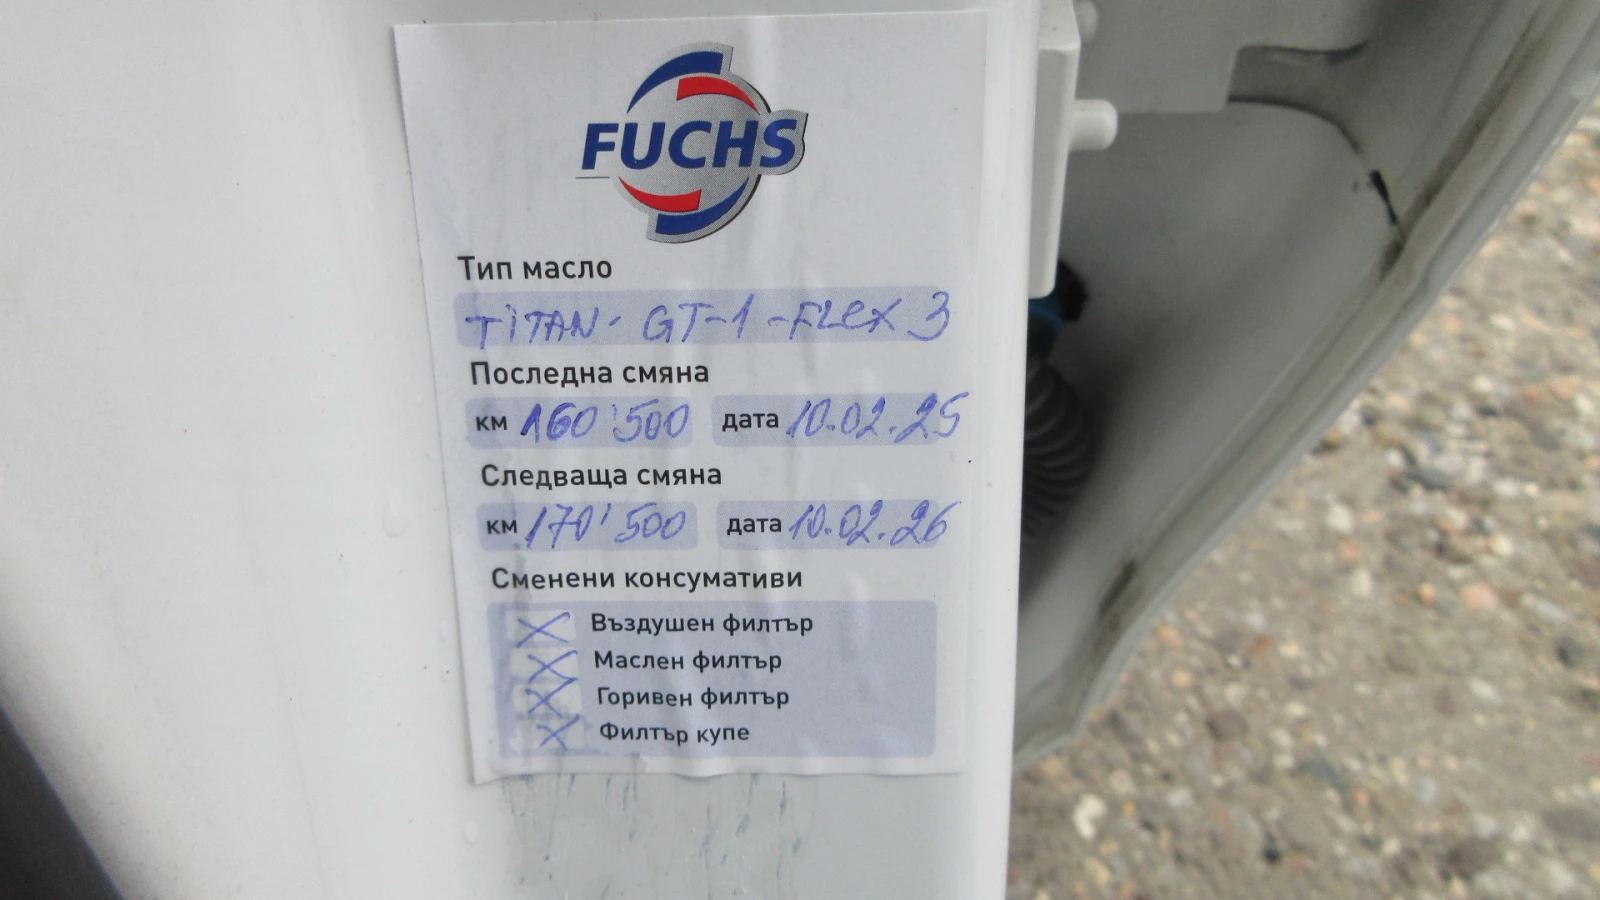 FUCHS
Тип масло
TITAN- GT-1-FLEX 3
Последна смяна
км 160'500 дата 10.02.25
Следваща смяна
км 170'500 дата 10.02.26
Сменени консумативи
X Въздушен филтър
X Маслен филтър
X Горивен филтър
X Филтър купе